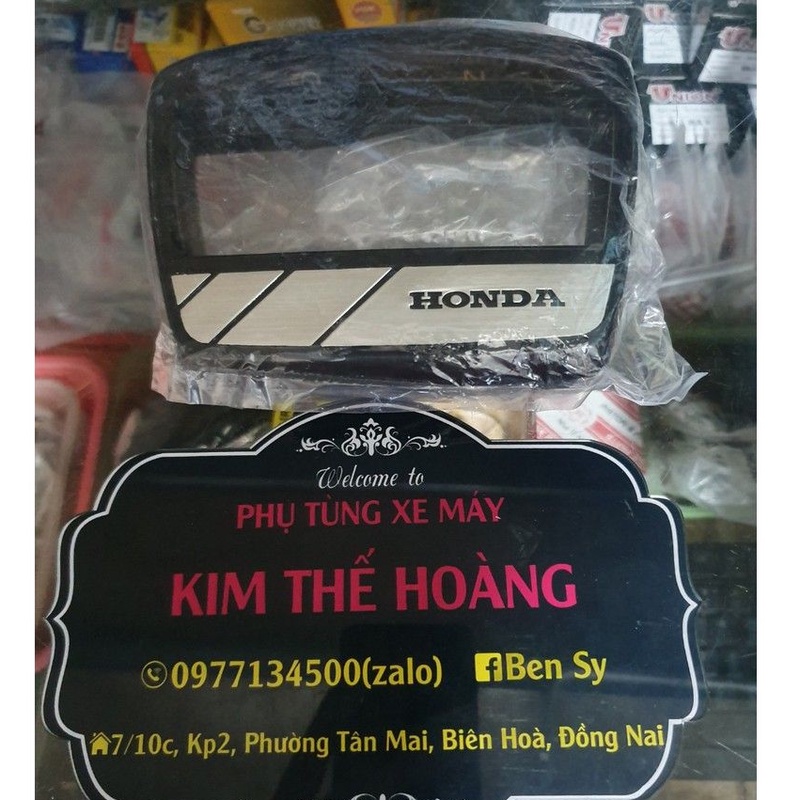 UNION
HONDA
Welcome to
PHỤ TÙNG XE MÁY
KIM THẾ HOÀNG
0977134500(zalo) Ben Sy
7/10c, Kp2, Phường Tân Mai, Biên Hoà, Đồng Nai